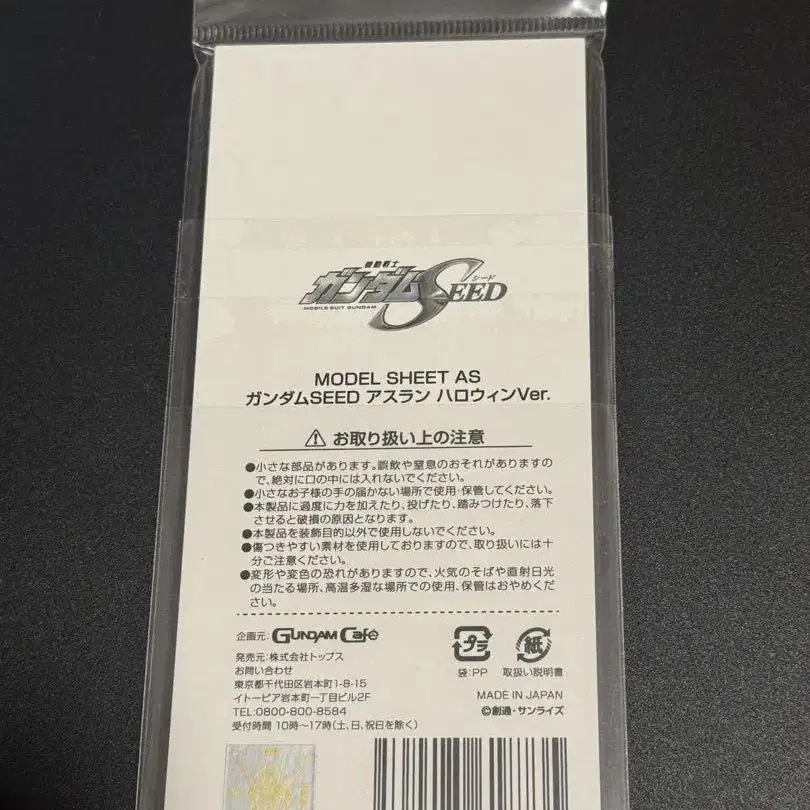 機動戦士
ガンダムSEED
シード
MOBILE SUIT GUNDAM
MODEL SHEET AS
ガンダムSEED アスラン ハロウィンVer.
お取り扱い上の注意
●小さな部品があります。誤飲や窒息のおそれがありますの
で、絶対に口の中には入れないでください。
●小さなお子様の手の届かない場所で使用・保管してください。
●本製品に過度に力を加えたり、投げたり、踏みつけたり、落下
させると破損の原因となります。
●本製品を装飾目的以外で使用しないでください。
●傷つきやすい素材を使用しておりますので、取り扱いには十
分ご注意ください。
●変形や変色の恐れがありますので、火気のそばや直射日光
の当たる場所、高温多湿な場所での使用、保管はおやめくだ
さい。
企画元: GUNDAM Café
発売元:株式会社トップス
お問い合わせ
東京都千代田区岩本町1-8-15
イトーピア岩本町一丁目ビル2F
TEL:0800-800-8584
受付時間 10時〜17時(土、日、祝日を除く)
プラ
袋:PP
紙
取扱い説明書
MADE IN JAPAN
©創通・サンライズ